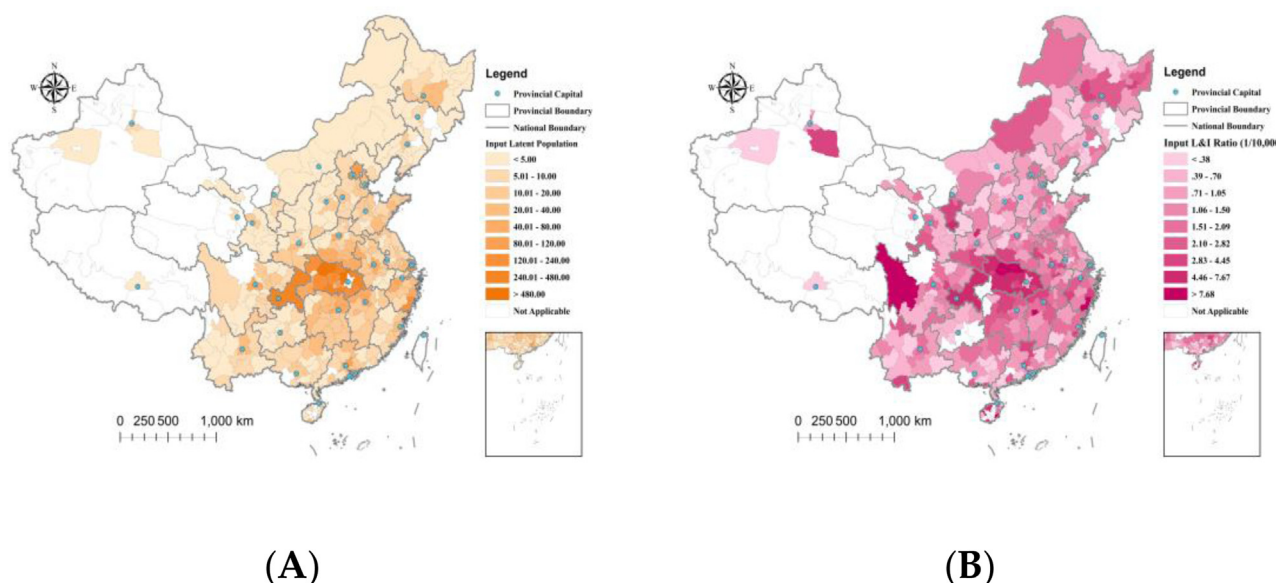 N
W
E
S
Legend
Provincial Capital
Provincial Boundary
National Boundary
Input Latent Population
< 5.00
5.01 - 10.00
10.01 - 20.00
20.01 - 40.00
40.01 - 80.00
80.01 - 120.00
120.01 - 240.00
240.01 - 480.00
> 480.00
Not Applicable
0 250 500 1,000 km
(A)
N
W
E
S
Legend
Provincial Capital
Provincial Boundary
National Boundary
Input L&I Ratio (1/10,000
< .38
.39 - .70
.71 - 1.05
1.06 - 1.50
1.51 - 2.09
2.10 - 2.82
2.83 - 4.45
4.46 - 7.67
> 7.68
Not Applicable
0 250 500 1,000 km
(B)